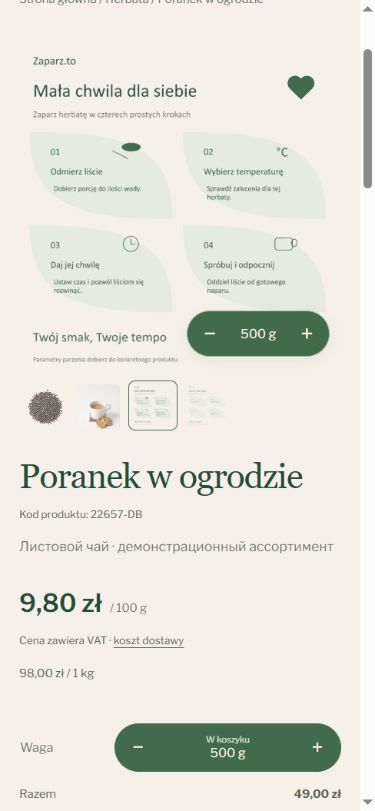 Strona główna / Herbata / Poranek w ogrodzie
Zaparz.to
Mała chwila dla siebie
Zaparz herbatę w czterech prostych krokach
01
Odmierz liście
Dobierz porcję do ilości wody.
02
°C
Wybierz temperaturę
Sprawdź zalecenia dla tej
herbaty.
03
Daj jej chwilę
Ustaw czas i pozwól liściom się
rozwinąć.
04
Spróbuj i odpocznij
Oddziel liście od gotowego
naparu.
Twój smak, Twoje tempo
Parametry parzenia dobierz do konkretnego produktu.
− 500 g +
Poranek w ogrodzie
Kod produktu: 22657-DB
Листовой чай · демонстрационный ассортимент
9,80 zł / 100 g
Cena zawiera VAT · koszt dostawy
98,00 zł / 1 kg
Waga
−
W koszyku
500 g
+
Razem 49,00 zł